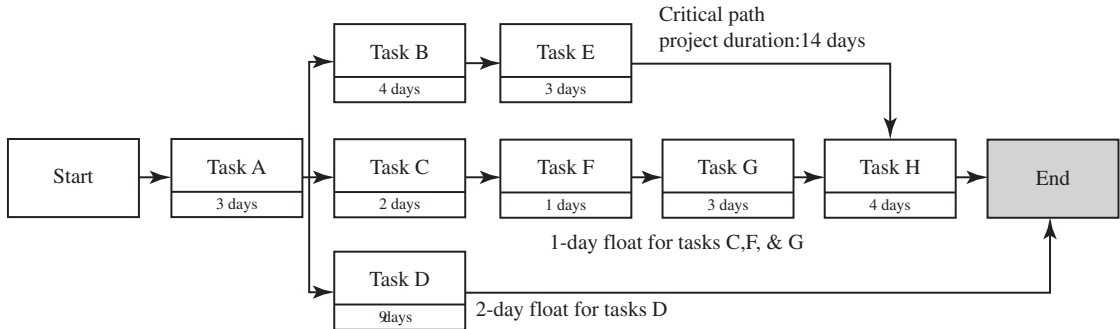 Critical path
project duration:14 days
Task B
4 days
Task E
3 days
Start
Task A
3 days
Task C
2 days
Task F
1 days
Task G
3 days
Task H
4 days
End
1-day float for tasks C,F, & G
Task D
9days
2-day float for tasks D